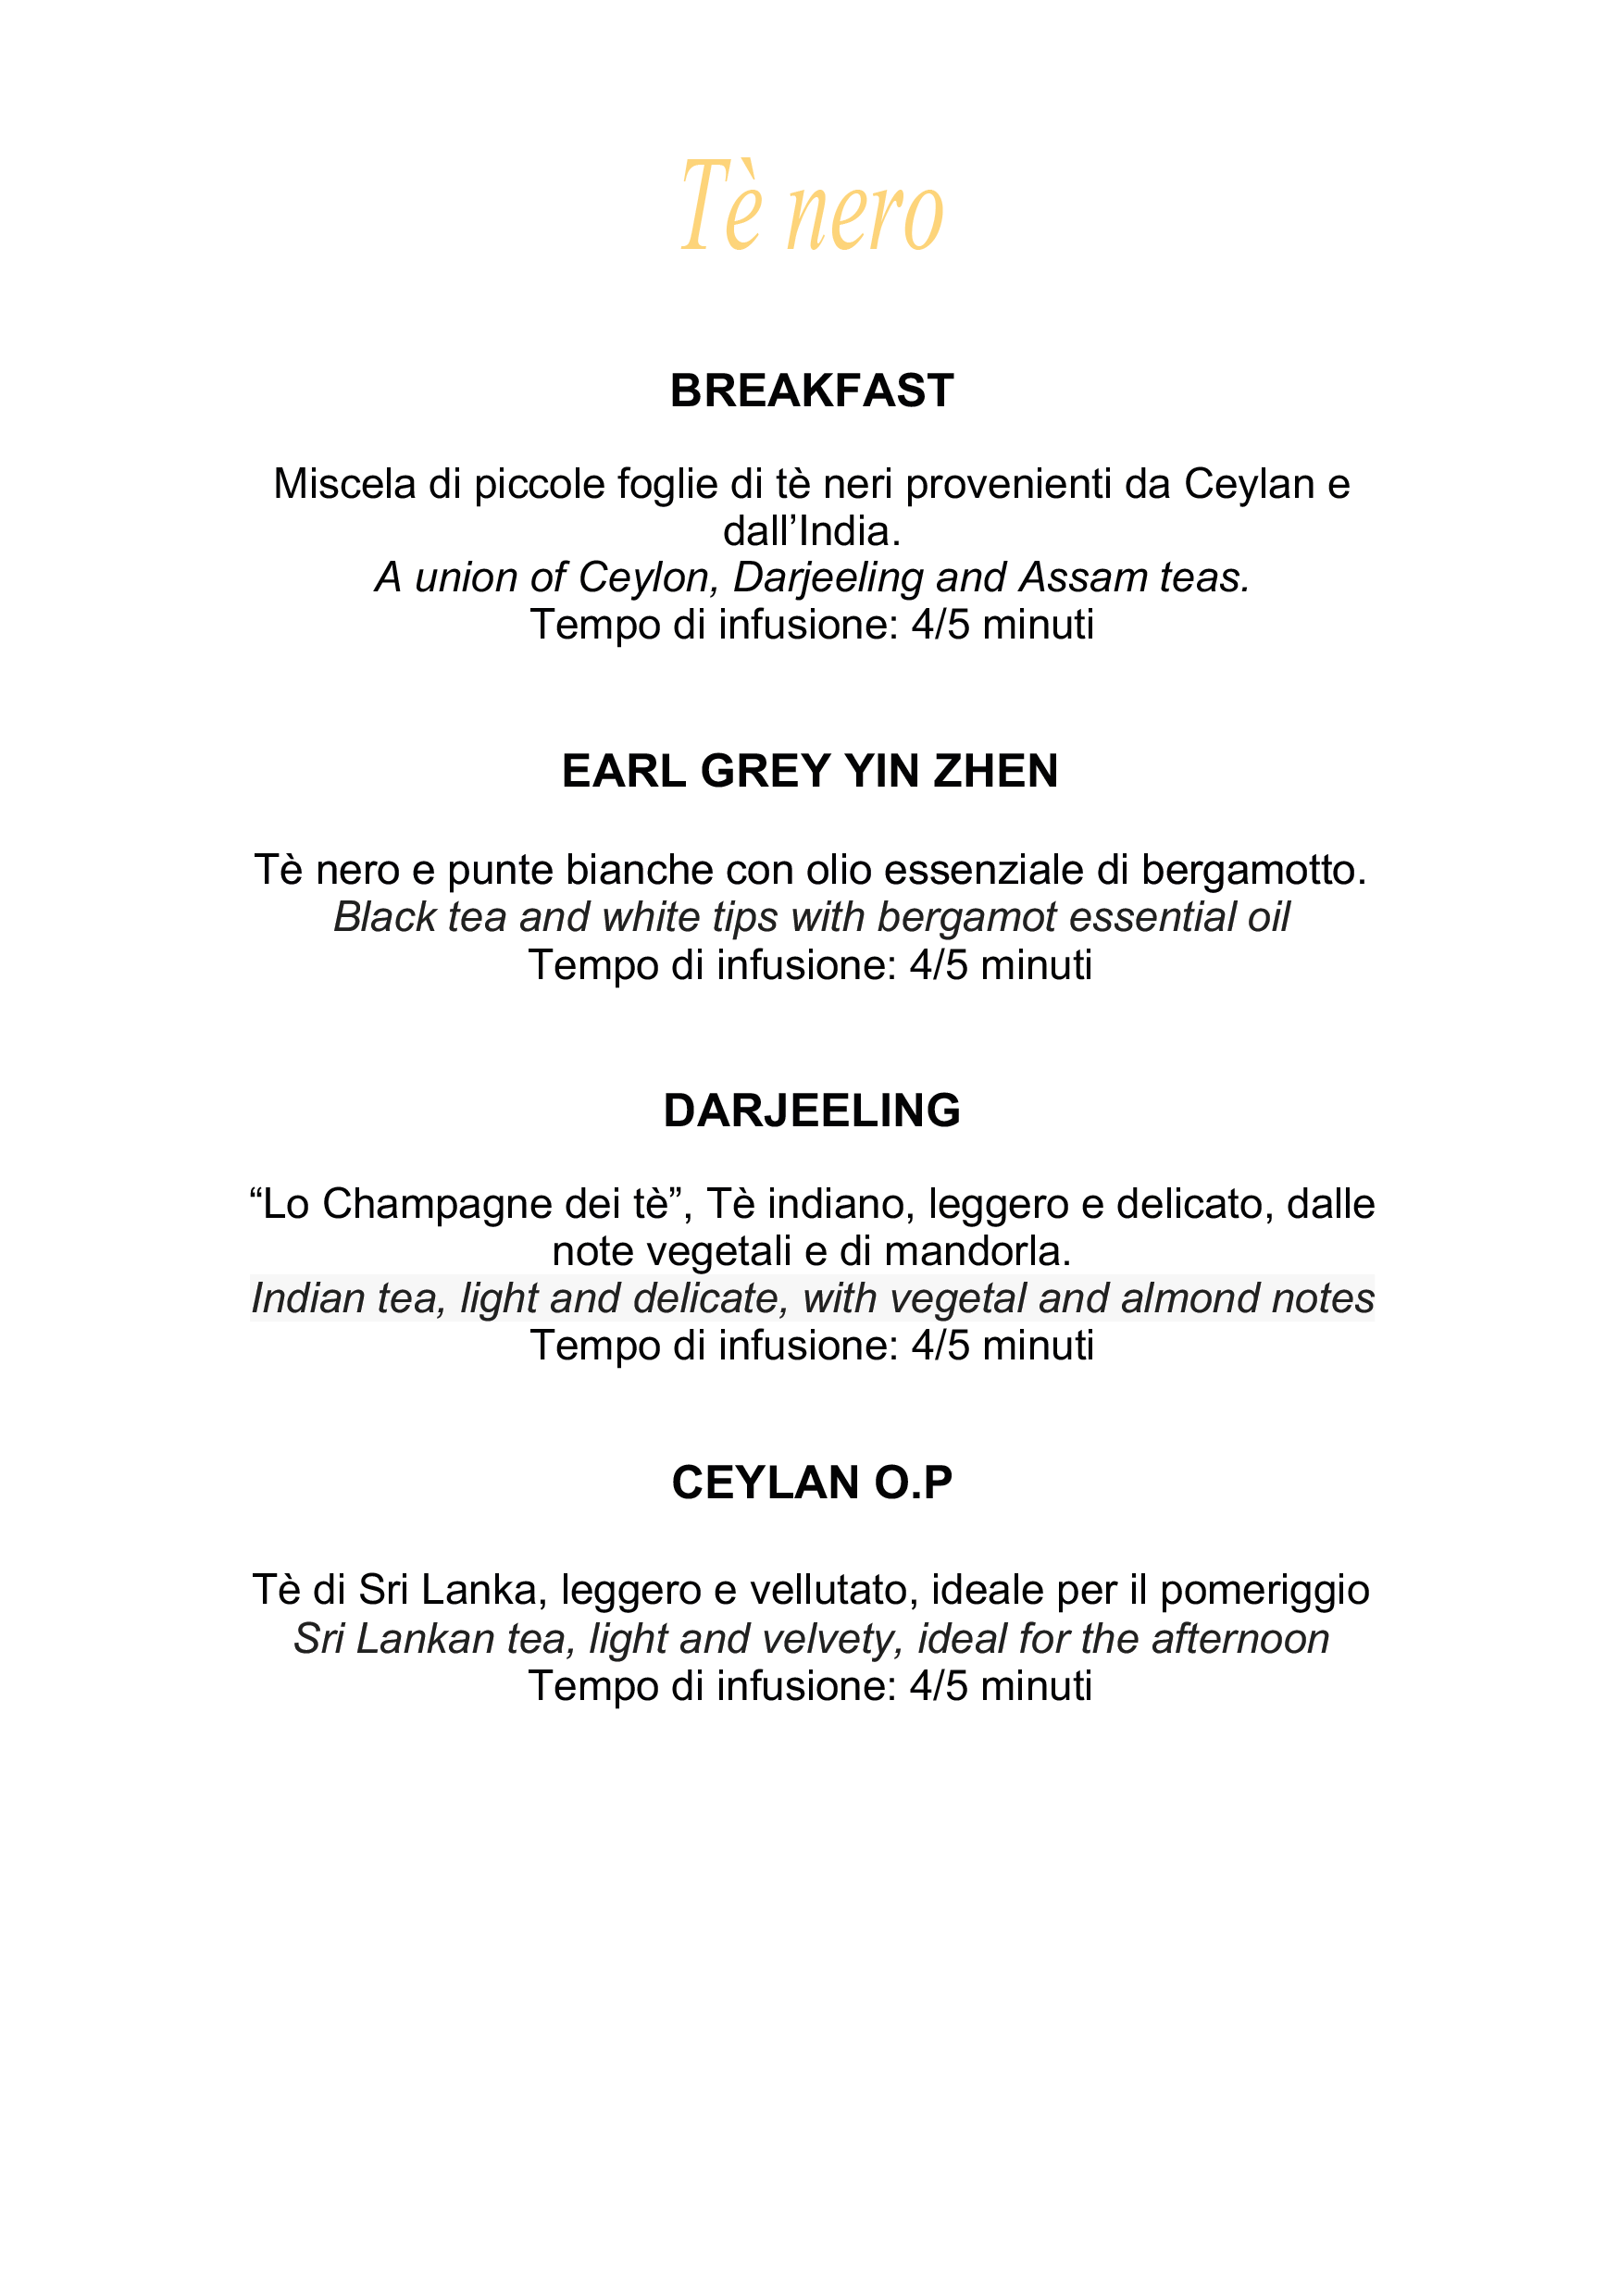 Tè nero
BREAKFAST
Miscela di piccole foglie di tè neri provenienti da Ceylan e
dall’India.
A union of Ceylon, Darjeeling and Assam teas.
Tempo di infusione: 4/5 minuti
EARL GREY YIN ZHEN
Tè nero e punte bianche con olio essenziale di bergamotto.
Black tea and white tips with bergamot essential oil
Tempo di infusione: 4/5 minuti
DARJEELING
“Lo Champagne dei tè”, Tè indiano, leggero e delicato, dalle
note vegetali e di mandorla.
Indian tea, light and delicate, with vegetal and almond notes
Tempo di infusione: 4/5 minuti
CEYLAN O.P
Tè di Sri Lanka, leggero e vellutato, ideale per il pomeriggio
Sri Lankan tea, light and velvety, ideal for the afternoon
Tempo di infusione: 4/5 minuti